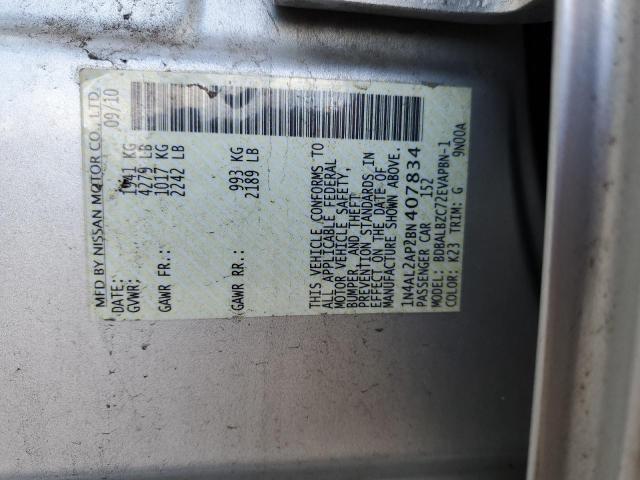 MFD BY NISSAN MOTOR CO., LTD.
DATE: 09/10
GVWR: 1941 KG
4279 LB
GAWR FR: 1017 KG
2242 LB
GAWR RR: 993 KG
2189 LB
THIS VEHICLE CONFORMS TO
ALL APPLICABLE FEDERAL
MOTOR VEHICLE SAFETY,
BUMPER, AND THEFT
PREVENTION STANDARDS IN
EFFECT ON THE DATE OF
MANUFACTURE SHOWN ABOVE.
1N4AL2AP2BN407834
PASSENGER CAR 152
MODEL: BDBALBZC72EVAPBN-1
COLOR: K23 TRIM: G 9N00A